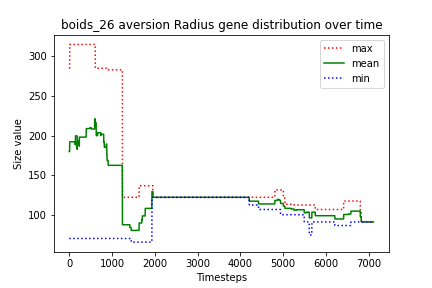 boids_26 aversion Radius gene distribution over time
max
mean
min
Size value
300
250
200
150
100
0 1000 2000 3000 4000 5000 6000 7000
Timesteps